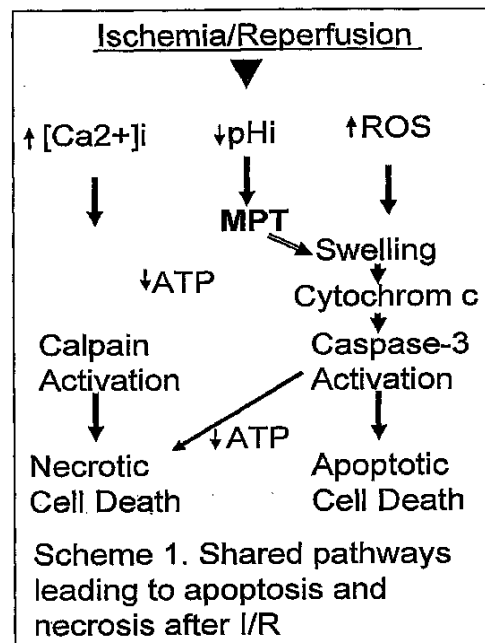 Ischemia/Reperfusion
↑[Ca2+]i ↓pHi ↑ROS
MPT
Swelling
↓ATP
Cytochrom c
Calpain Caspase-3
Activation Activation
↓ATP
Necrotic Apoptotic
Cell Death Cell Death
Scheme 1. Shared pathways
leading to apoptosis and
necrosis after I/R